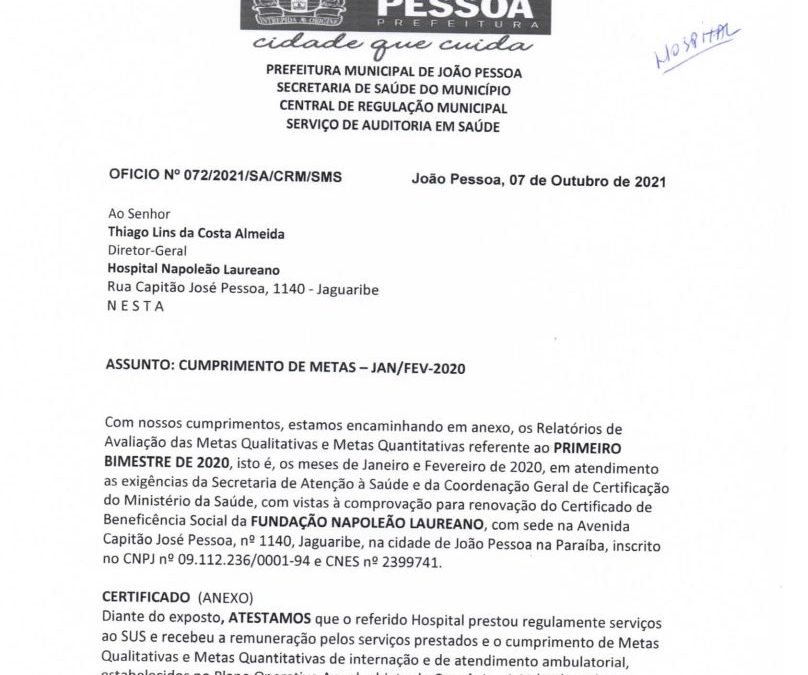 PESSOA
PREFEITURA
INTREPIDA AB ORIGINE
cidade que cuida
HOSPITAL
PREFEITURA MUNICIPAL DE JOÃO PESSOA
SECRETARIA DE SAÚDE DO MUNICÍPIO
CENTRAL DE REGULAÇÃO MUNICIPAL
SERVIÇO DE AUDITORIA EM SAÚDE
OFICIO Nº 072/2021/SA/CRM/SMS João Pessoa, 07 de Outubro de 2021
Ao Senhor
Thiago Lins da Costa Almeida
Diretor-Geral
Hospital Napoleão Laureano
Rua Capitão José Pessoa, 1140 - Jaguaribe
N E S T A
ASSUNTO: CUMPRIMENTO DE METAS – JAN/FEV-2020
Com nossos cumprimentos, estamos encaminhando em anexo, os Relatórios de
Avaliação das Metas Qualitativas e Metas Quantitativas referente ao PRIMEIRO
BIMESTRE DE 2020, isto é, os meses de Janeiro e Fevereiro de 2020, em atendimento
as exigências da Secretaria de Atenção à Saúde e da Coordenação Geral de Certificação
do Ministério da Saúde, com vistas à comprovação para renovação do Certificado de
Beneficência Social da FUNDAÇÃO NAPOLEÃO LAUREANO, com sede na Avenida
Capitão José Pessoa, nº 1140, Jaguaribe, na cidade de João Pessoa na Paraíba, inscrito
no CNPJ nº 09.112.236/0001-94 e CNES nº 2399741.
CERTIFICADO (ANEXO)
Diante do exposto, ATESTAMOS que o referido Hospital prestou regulamente serviços
ao SUS e recebeu a remuneração pelos serviços prestados e o cumprimento de Metas
Qualitativas e Metas Quantitativas de internação e de atendimento ambulatorial,